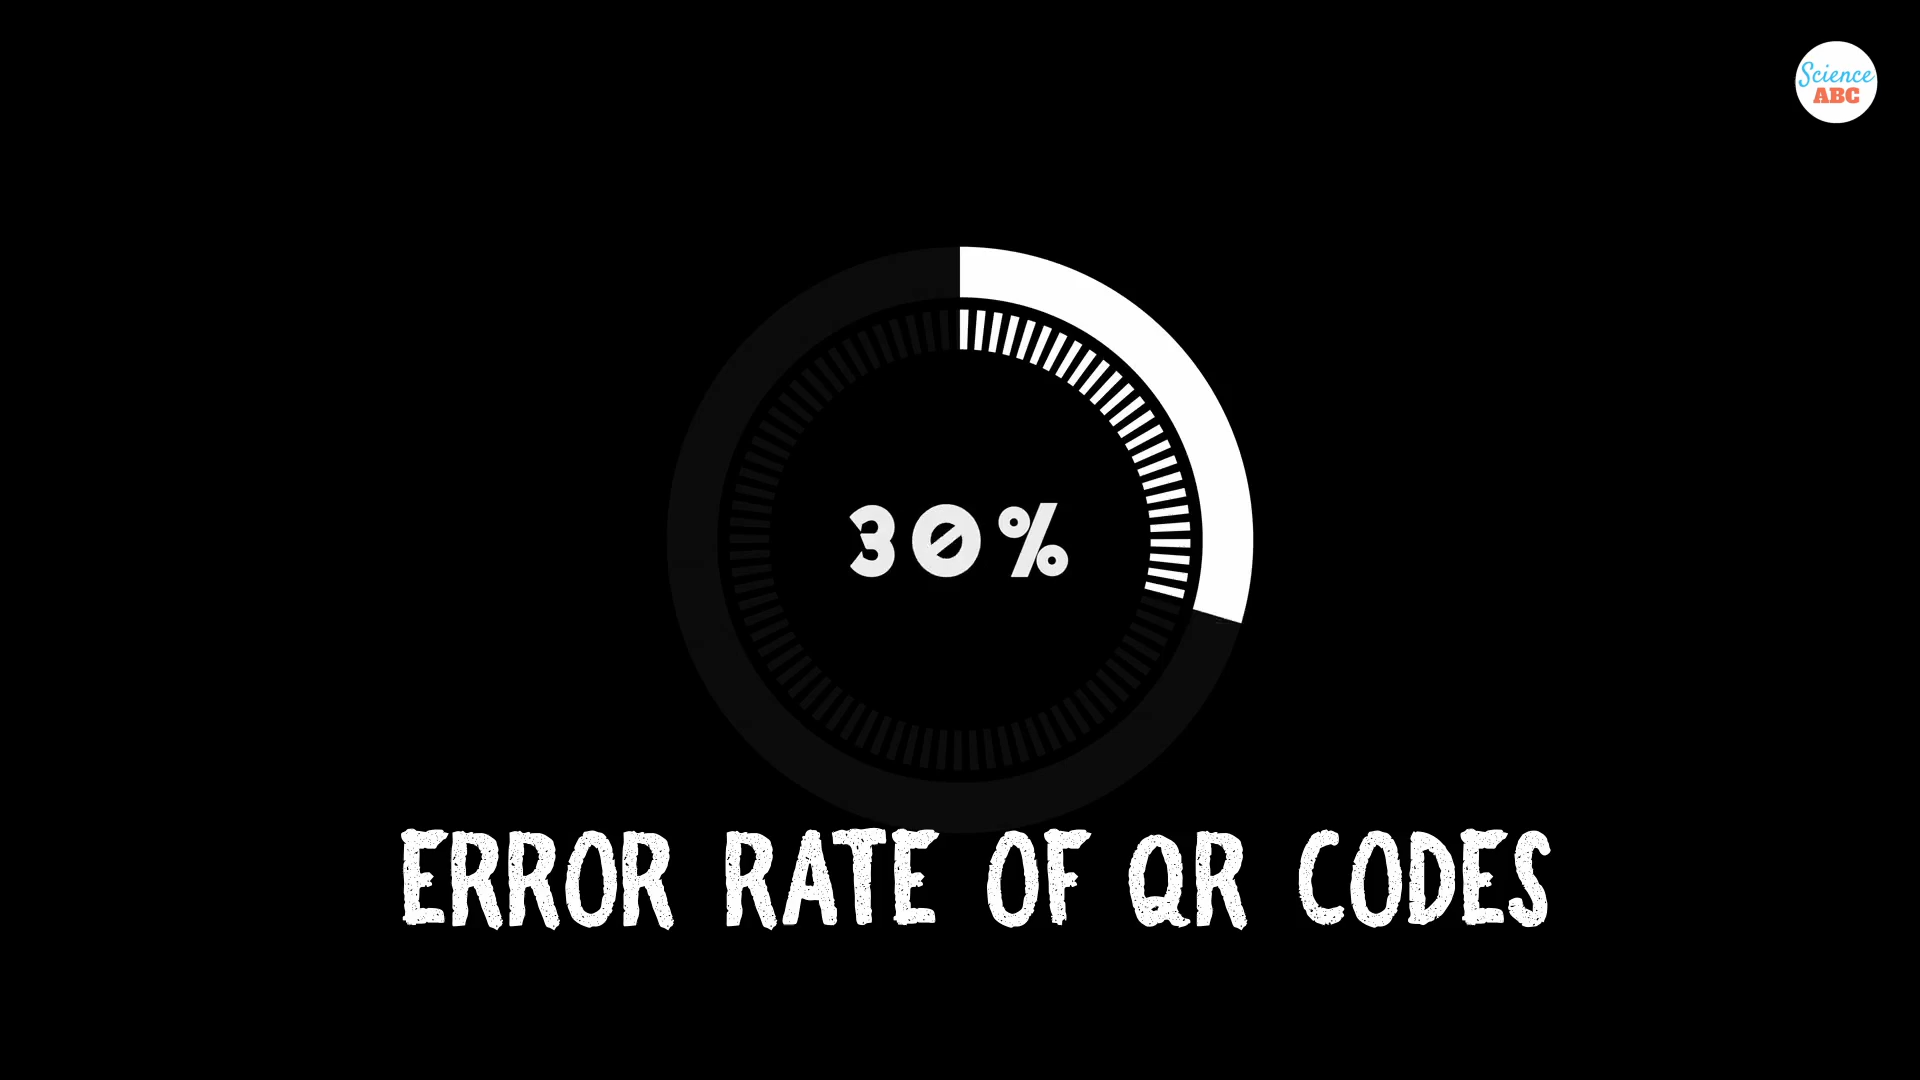 Science
ABC
30%
ERROR RATE OF QR CODES